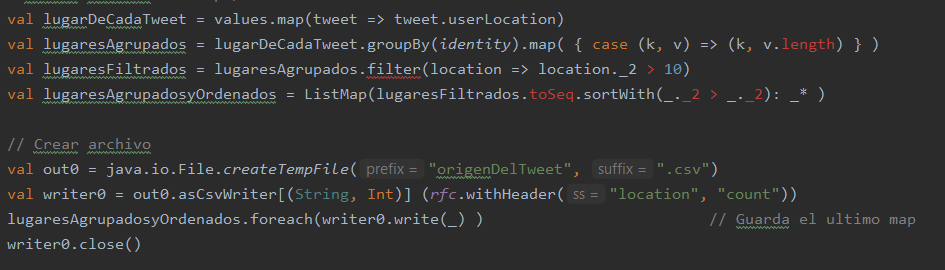 val lugarDeCadaTweet = values.map(tweet => tweet.userLocation)
val lugaresAgrupados = lugarDeCadaTweet.groupBy(identity).map( { case (k, v) => (k, v.length) } )
val lugaresFiltrados = lugaresAgrupados.filter(location => location._2 > 10)
val lugaresAgrupadosyOrdenados = ListMap(lugaresFiltrados.toSeq.sortWith(_._2 > _._2): _* )
// Crear archivo
val out0 = java.io.File.createTempFile( prefix = "origenDelTweet", suffix = ".csv")
val writer0 = out0.asCsvWriter[(String, Int)] (rfc.withHeader( ss = "location", "count"))
lugaresAgrupadosyOrdenados.foreach(writer0.write(_) ) // Guarda el ultimo map
writer0.close()